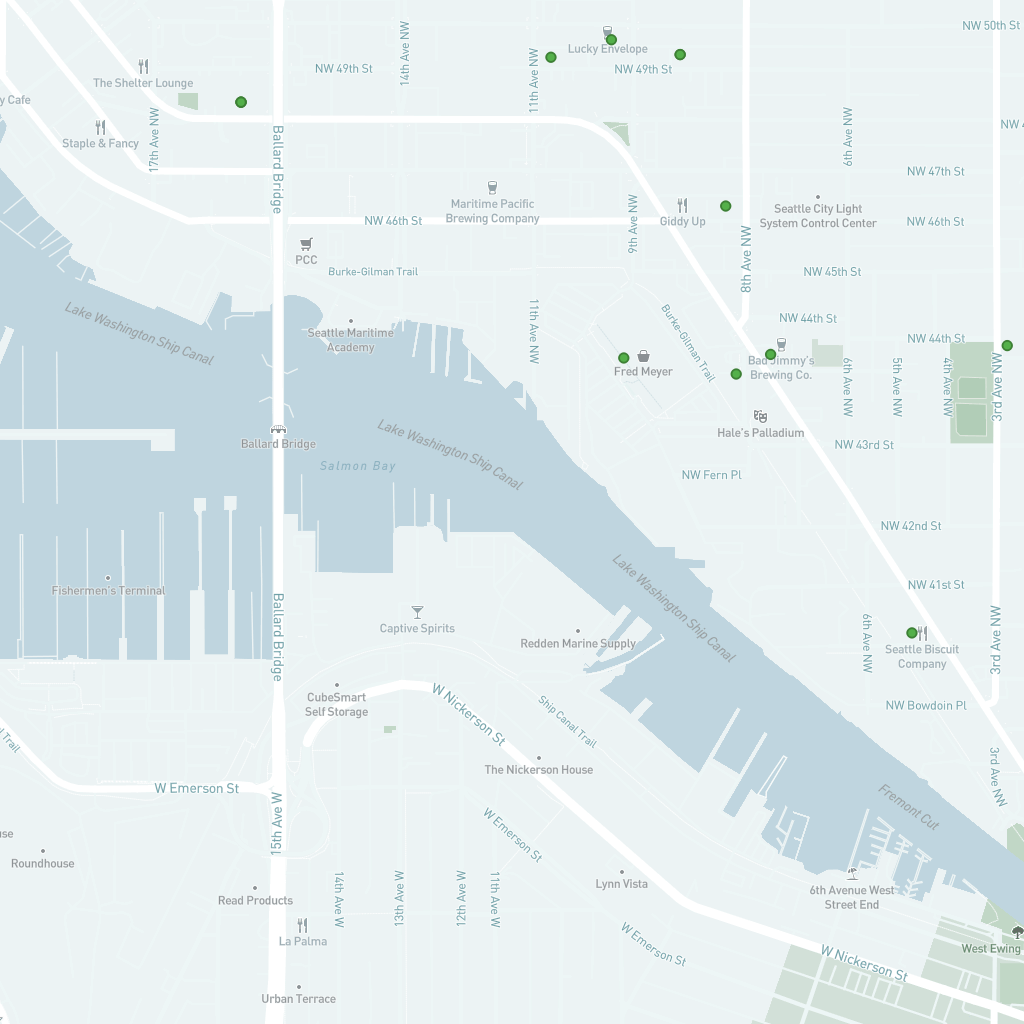 NW 50th St
Lucky Envelope
14th Ave NW
NW 49th St
NW 49th St
11th Ave NW
The Shelter Lounge
y Cafe
17th Ave NW
Staple & Fancy
Ballard Bridge
6th Ave NW
NW 47th St
Maritime Pacific
Brewing Company
NW 46th St
9th Ave NW
Giddy Up
Seattle City Light
System Control Center
NW 46th St
PCC
Burke-Gilman Trail
8th Ave NW
NW 45th St
Lake Washington Ship Canal
Seattle Maritime
Academy
11th Ave NW
Burke-Gilman Trail
NW 44th St
NW 44th St
Fred Meyer
Bad Jimmy's
Brewing Co.
6th Ave NW
5th Ave NW
4th Ave NW
3rd Ave NW
Ballard Bridge
Lake Washington Ship Canal
Hale's Palladium
NW 43rd St
Salmon Bay
NW Fern Pl
NW 42nd St
Fishermen's Terminal
Ballard Bridge
Captive Spirits
Redden Marine Supply
Lake Washington Ship Canal
NW 41st St
6th Ave NW
3rd Ave NW
Seattle Biscuit
Company
CubeSmart
Self Storage
W Nickerson St
Ship Canal Trail
NW Bowdoin Pl
al Trail
W Emerson St
The Nickerson House
3rd Ave NW
15th Ave W
W Emerson St
Fremont Cut
use
Roundhouse
Read Products
14th Ave W
13th Ave W
12th Ave W
11th Ave W
Lynn Vista
6th Avenue West
Street End
La Palma
W Emerson St
W Nickerson St
West Ewing
Urban Terrace